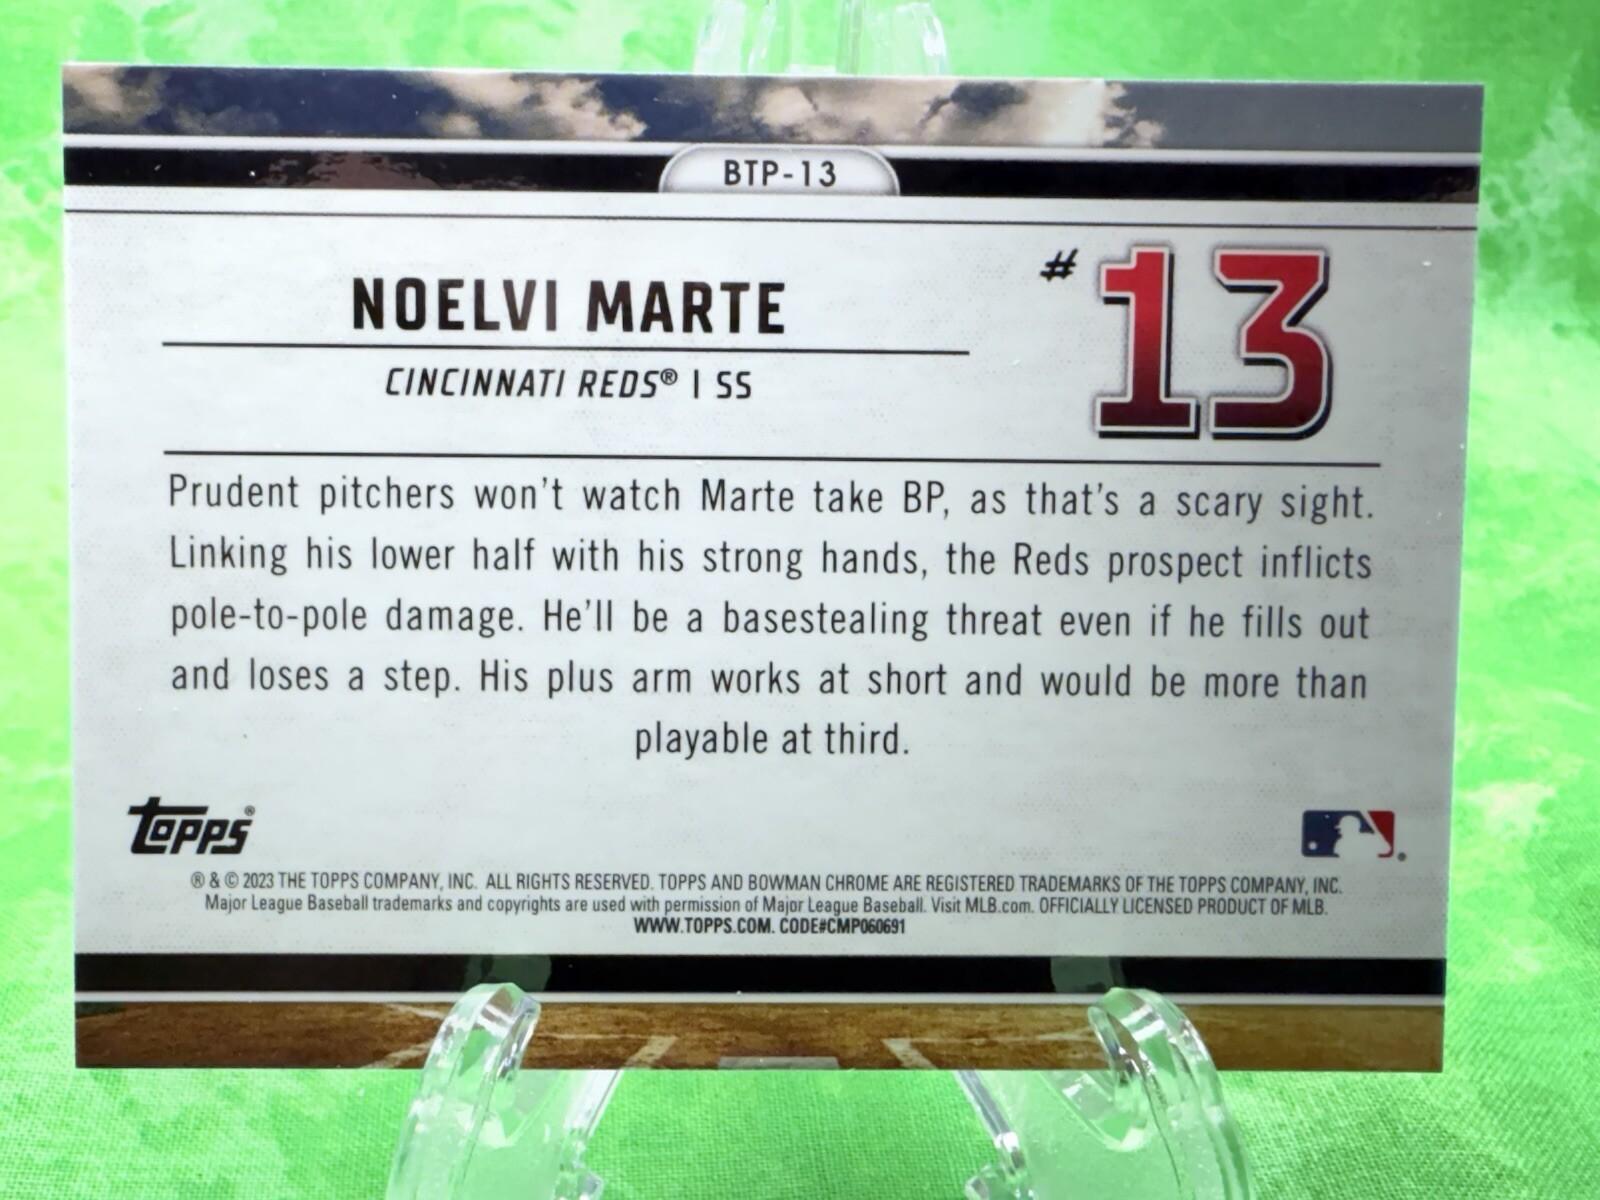 BTP-13
# 13
NOELVI MARTE
CINCINNATI REDS® | SS
Prudent pitchers won't watch Marte take BP, as that's a scary sight.
Linking his lower half with his strong hands, the Reds prospect inflicts
pole-to-pole damage. He'll be a basestealing threat even if he fills out
and loses a step. His plus arm works at short and would be more than
playable at third.
Topps®
® & © 2023 THE TOPPS COMPANY, INC. ALL RIGHTS RESERVED. TOPPS AND BOWMAN CHROME ARE REGISTERED TRADEMARKS OF THE TOPPS COMPANY, INC.
Major League Baseball trademarks and copyrights are used with permission of Major League Baseball. Visit MLB.com. OFFICIALLY LICENSED PRODUCT OF MLB.
WWW.TOPPS.COM. CODE#CMP060691